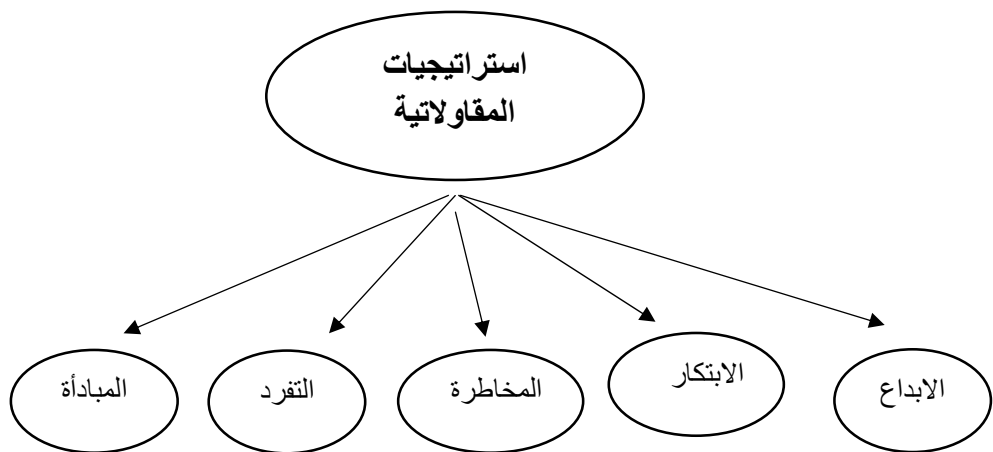 استراتيجيات
المقاولاتية
الابداع
الابتكار
المخاطرة
التفرد
المبادأة